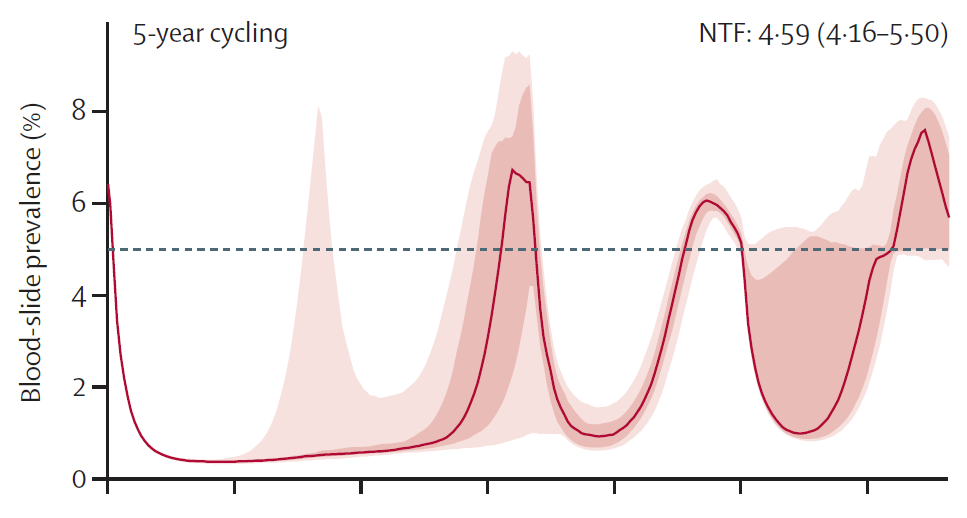 5-year cycling
NTF: 4·59 (4·16–5·50)
Blood-slide prevalence (%)
8
6
4
2
0